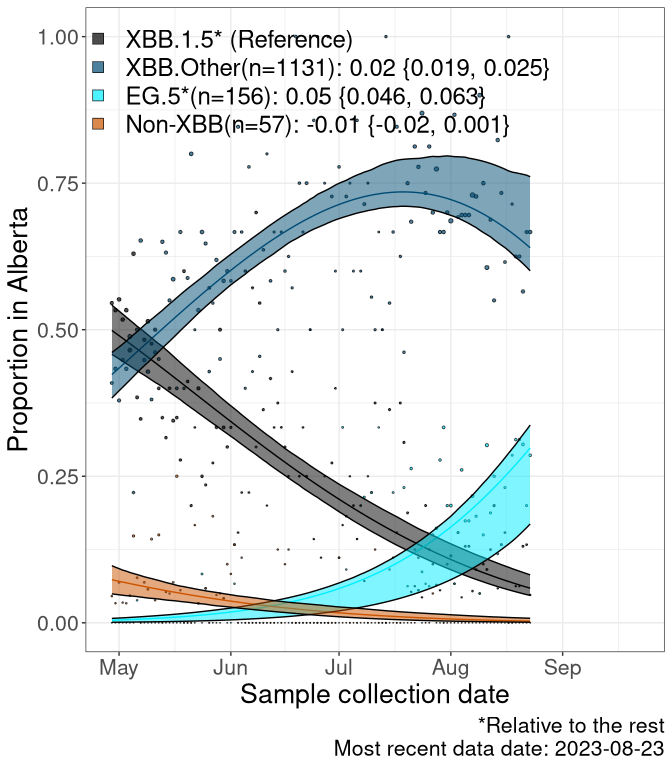 XBB.1.5* (Reference)
XBB.Other(n=1131): 0.02 {0.019, 0.025}
EG.5*(n=156): 0.05 {0.046, 0.063}
Non-XBB(n=57): -0.01 {-0.02, 0.001}
1.00
0.75
0.50
0.25
0.00
Proportion in Alberta
May Jun Jul Aug Sep
Sample collection date
*Relative to the rest
Most recent data date: 2023-08-23